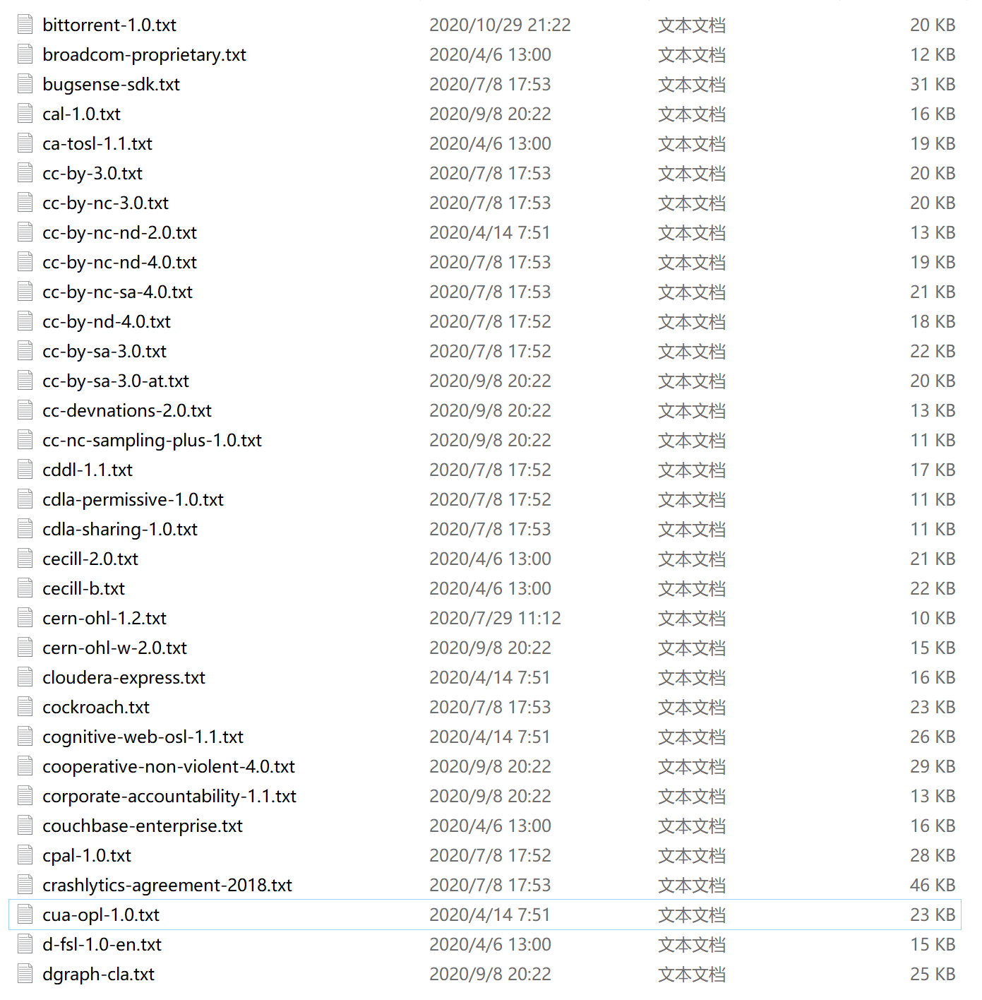 bittorrent-1.0.txt 2020/10/29 21:22 文本文档 20 KB
broadcom-proprietary.txt 2020/4/6 13:00 文本文档 12 KB
bugsense-sdk.txt 2020/7/8 17:53 文本文档 31 KB
cal-1.0.txt 2020/9/8 20:22 文本文档 16 KB
ca-tosl-1.1.txt 2020/4/6 13:00 文本文档 19 KB
cc-by-3.0.txt 2020/7/8 17:53 文本文档 20 KB
cc-by-nc-3.0.txt 2020/7/8 17:53 文本文档 20 KB
cc-by-nc-nd-2.0.txt 2020/4/14 7:51 文本文档 13 KB
cc-by-nc-nd-4.0.txt 2020/7/8 17:53 文本文档 19 KB
cc-by-nc-sa-4.0.txt 2020/7/8 17:53 文本文档 21 KB
cc-by-nd-4.0.txt 2020/7/8 17:52 文本文档 18 KB
cc-by-sa-3.0.txt 2020/7/8 17:52 文本文档 22 KB
cc-by-sa-3.0-at.txt 2020/9/8 20:22 文本文档 20 KB
cc-devnations-2.0.txt 2020/9/8 20:22 文本文档 13 KB
cc-nc-sampling-plus-1.0.txt 2020/9/8 20:22 文本文档 11 KB
cddl-1.1.txt 2020/7/8 17:52 文本文档 17 KB
cdla-permissive-1.0.txt 2020/7/8 17:52 文本文档 11 KB
cdla-sharing-1.0.txt 2020/7/8 17:53 文本文档 11 KB
cecill-2.0.txt 2020/4/6 13:00 文本文档 21 KB
cecill-b.txt 2020/4/6 13:00 文本文档 22 KB
cern-ohl-1.2.txt 2020/7/29 11:12 文本文档 10 KB
cern-ohl-w-2.0.txt 2020/9/8 20:22 文本文档 15 KB
cloudera-express.txt 2020/4/14 7:51 文本文档 16 KB
cockroach.txt 2020/7/8 17:53 文本文档 23 KB
cognitive-web-osl-1.1.txt 2020/4/14 7:51 文本文档 26 KB
cooperative-non-violent-4.0.txt 2020/9/8 20:22 文本文档 29 KB
corporate-accountability-1.1.txt 2020/9/8 20:22 文本文档 13 KB
couchbase-enterprise.txt 2020/4/6 13:00 文本文档 16 KB
cpal-1.0.txt 2020/7/8 17:52 文本文档 28 KB
crashlytics-agreement-2018.txt 2020/7/8 17:53 文本文档 46 KB
cua-opl-1.0.txt 2020/4/14 7:51 文本文档 23 KB
d-fsl-1.0-en.txt 2020/4/6 13:00 文本文档 15 KB
dgraph-cla.txt 2020/9/8 20:22 文本文档 25 KB